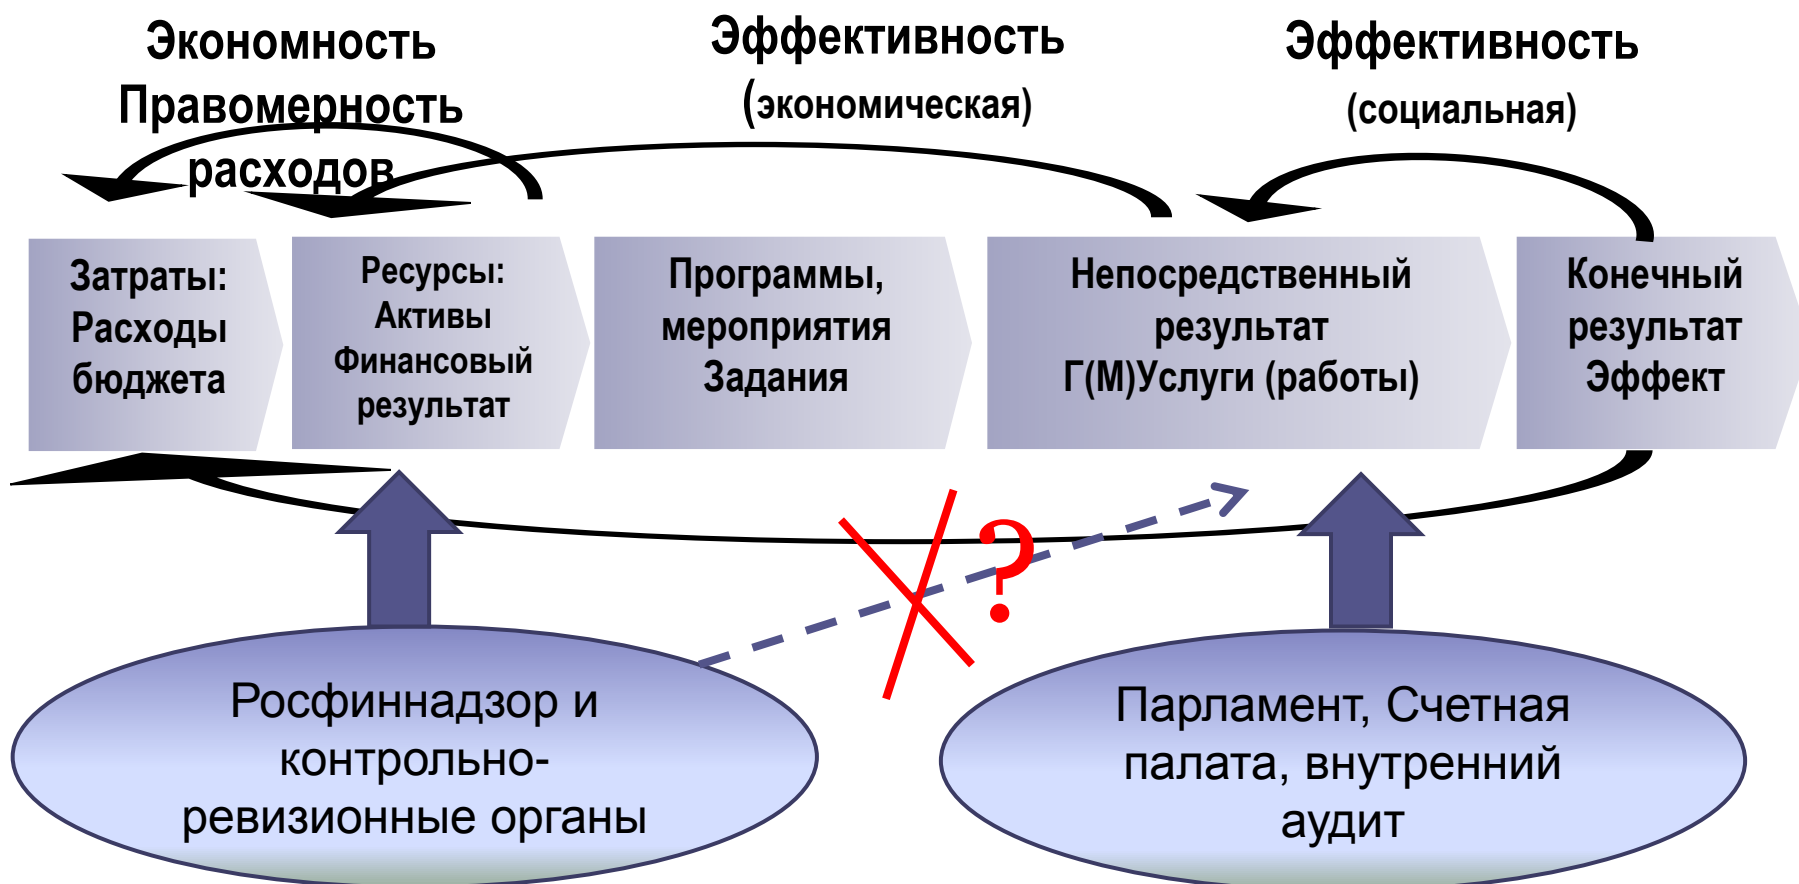 Экономность
Правомерность
расходов
Эффективность
(экономическая)
Эффективность
(социальная)
Затраты:
Расходы
бюджета
Ресурсы:
Активы
Финансовый
результат
Программы,
мероприятия
Задания
Непосредственный
результат
Г(М)Услуги (работы)
Конечный
результат
Эффект
?
Росфиннадзор и
контрольно-
ревизионные органы
Парламент, Счетная
палата, внутренний
аудит